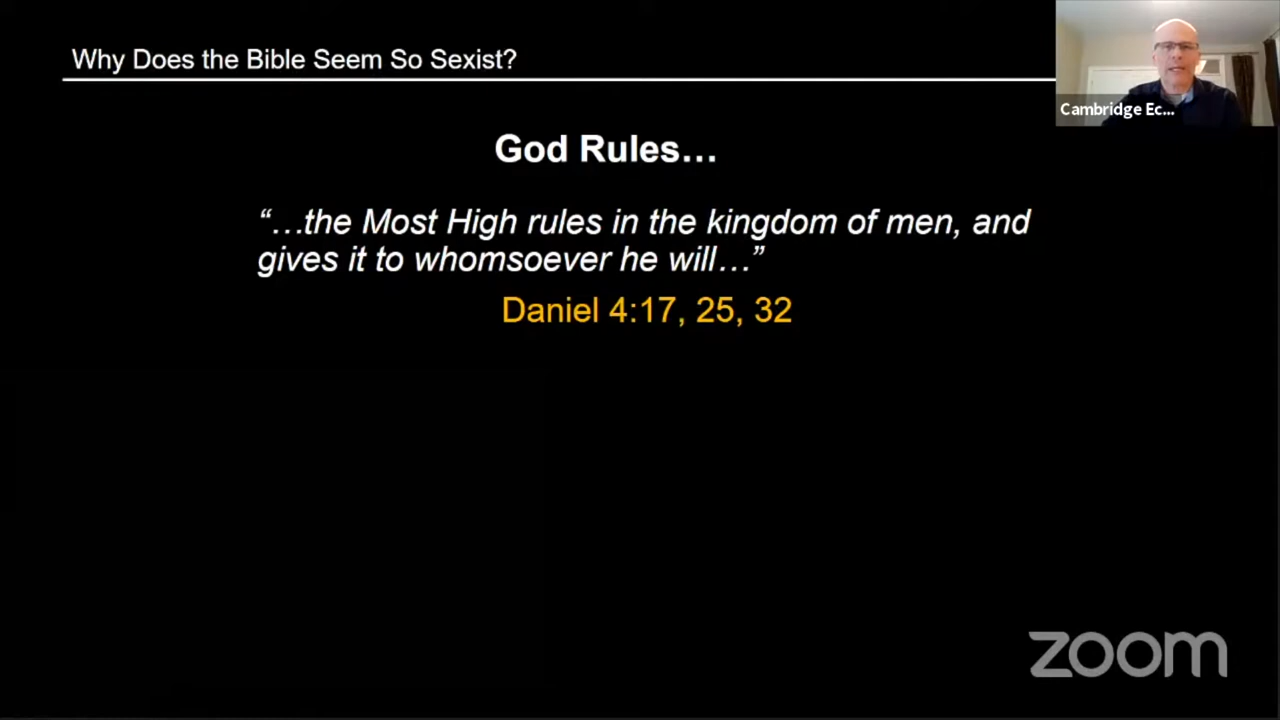 Why Does the Bible Seem So Sexist?
Cambridge Ec...
God Rules…
“…the Most High rules in the kingdom of men, and
gives it to whomsoever he will…”
Daniel 4:17, 25, 32
zoom